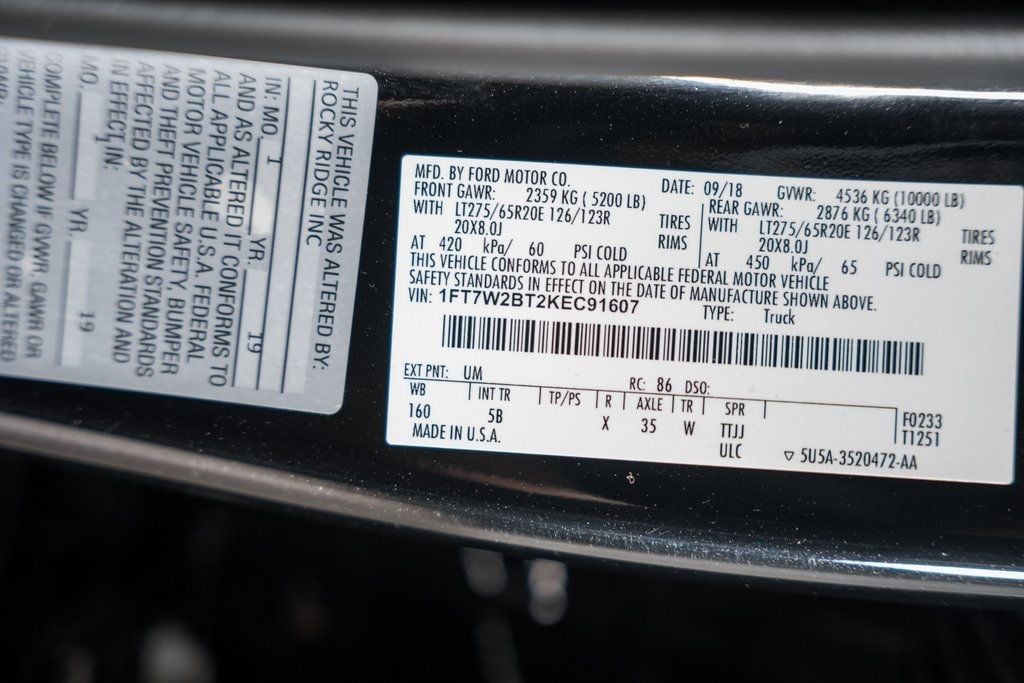 THIS VEHICLE WAS ALTERED BY:
ROCKY RIDGE INC
IN: MO. 1 YR. 19
AND AS ALTERED IT CONFORMS TO
ALL APPLICABLE U.S.A. FEDERAL
MOTOR VEHICLE SAFETY, BUMPER
AND THEFT PREVENTION STANDARDS
AFFECTED BY THE ALTERATION AND
IN EFFECT IN:
MO. 1 YR. 19
COMPLETE BELOW IF GVWR, GAWR OR
VEHICLE TYPE IS CHANGED OR ALTERED
GVWR:
MFD. BY FORD MOTOR CO. DATE: 09/18 GVWR: 4536 KG (10000 LB)
FRONT GAWR: 2359 KG ( 5200 LB) REAR GAWR: 2876 KG ( 6340 LB)
WITH LT275/65R20E 126/123R TIRES WITH LT275/65R20E 126/123R TIRES
20X8.0J RIMS 20X8.0J RIMS
AT 420 kPa/ 60 PSI COLD AT 450 kPa/ 65 PSI COLD
THIS VEHICLE CONFORMS TO ALL APPLICABLE FEDERAL MOTOR VEHICLE
SAFETY STANDARDS IN EFFECT ON THE DATE OF MANUFACTURE SHOWN ABOVE.
VIN: 1FT7W2BT2KEC91607 TYPE: Truck
EXT PNT: UM RC: 86 DSO:
WB INT TR TP/PS R AXLE TR SPR F0233
160 5B X 35 W TTJJ T1251
MADE IN U.S.A. ULC ▽ 5U5A-3520472-AA